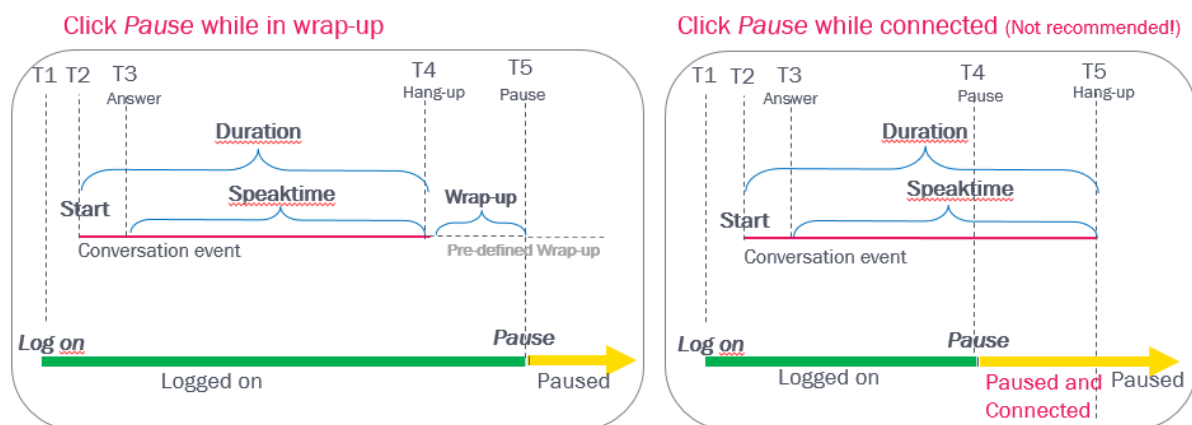 Click Pause while in wrap-up
T1 T2 T3 T4 T5
Answer Hang-up Pause
Duration
Speaktime
Wrap-up
Start
Conversation event
Pre-defined Wrap-up
Log on
Pause
Logged on
Paused
Click Pause while connected (Not recommended!)
T1 T2 T3 T4 T5
Answer Pause Hang-up
Duration
Speaktime
Start
Conversation event
Log on
Pause
Logged on
Paused and
Connected
Paused